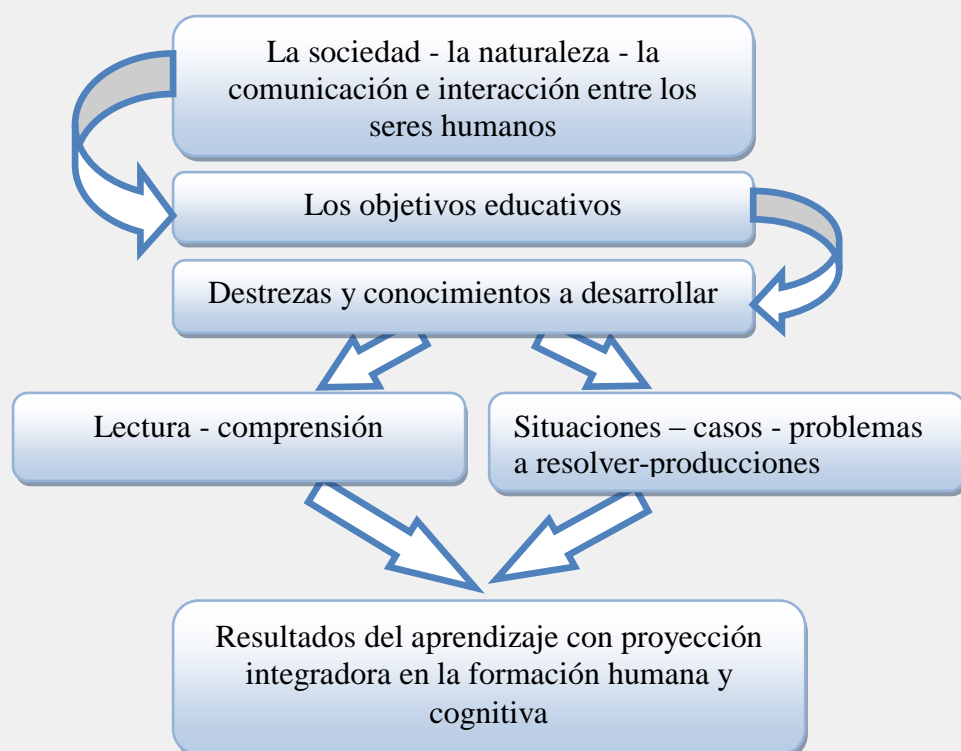 La sociedad - la naturaleza - la
comunicación e interacción entre los
seres humanos
Los objetivos educativos
Destrezas y conocimientos a desarrollar
Lectura - comprensión
Situaciones – casos - problemas
a resolver-producciones
Resultados del aprendizaje con proyección
integradora en la formación humana y
cognitiva